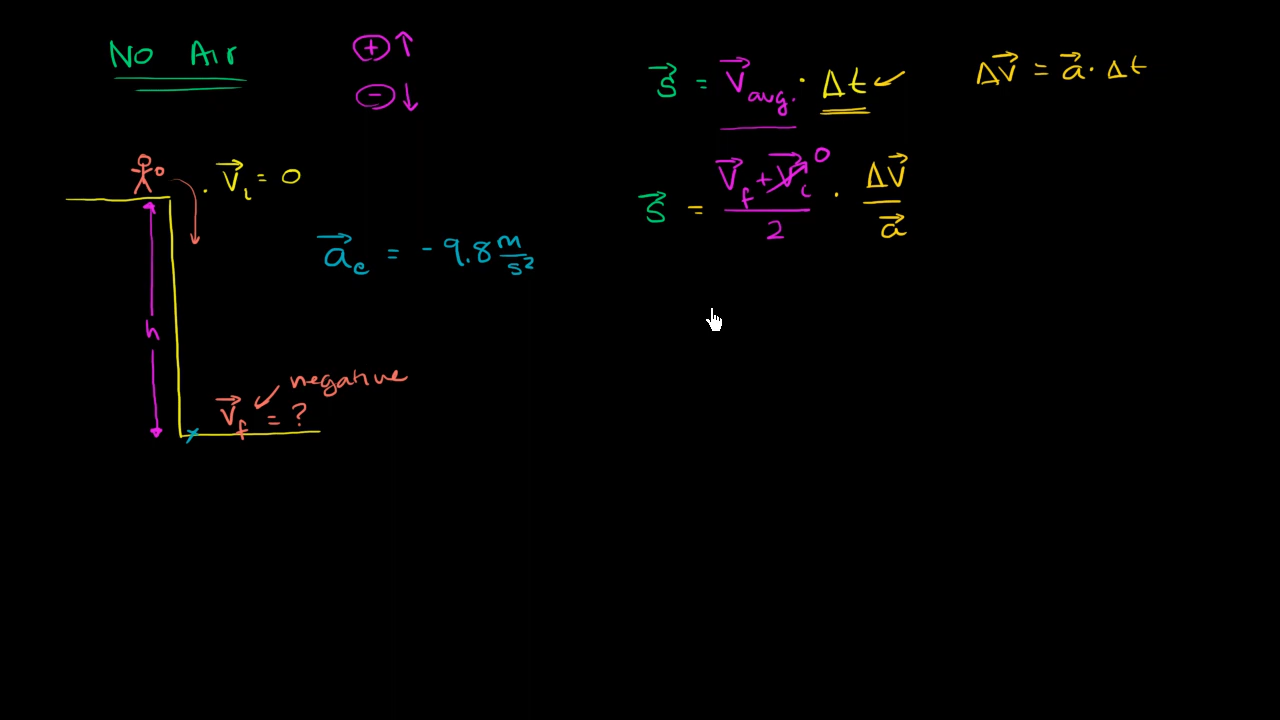 No Air
⊕↑
⊖↓
s⃗ = v⃗avg. · Δt
Δv⃗ = a⃗ · Δt
v⃗i = 0
s⃗ = (v⃗f + v⃗i) / 2 · Δv⃗ / a⃗
0
a⃗e = -9.8 m/s²
h
negative
v⃗f = ?